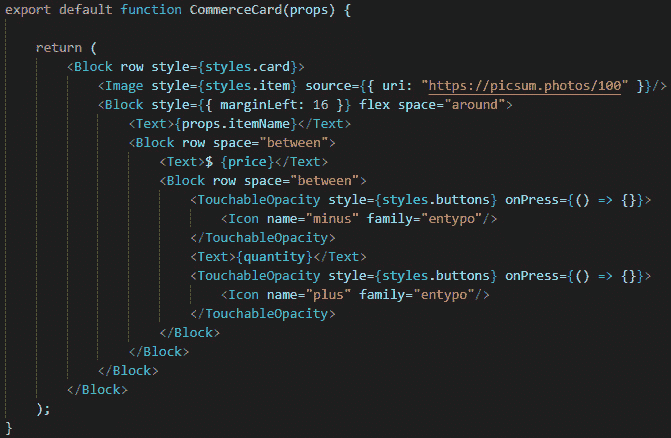 export default function CommerceCard(props) {
return (
<Block row style={styles.card}>
<Image style={styles.item} source={{ uri: "https://picsum.photos/100" }}/>
<Block style={{ marginLeft: 16 }} flex space="around">
<Text>{props.itemName}</Text>
<Block row space="between">
<Text>$ {price}</Text>
<Block row space="between">
<TouchableOpacity style={styles.buttons} onPress={() => {}}>
<Icon name="minus" family="entypo"/>
</TouchableOpacity>
<Text>{quantity}</Text>
<TouchableOpacity style={styles.buttons} onPress={() => {}}>
<Icon name="plus" family="entypo"/>
</TouchableOpacity>
</Block>
</Block>
</Block>
</Block>
);
}